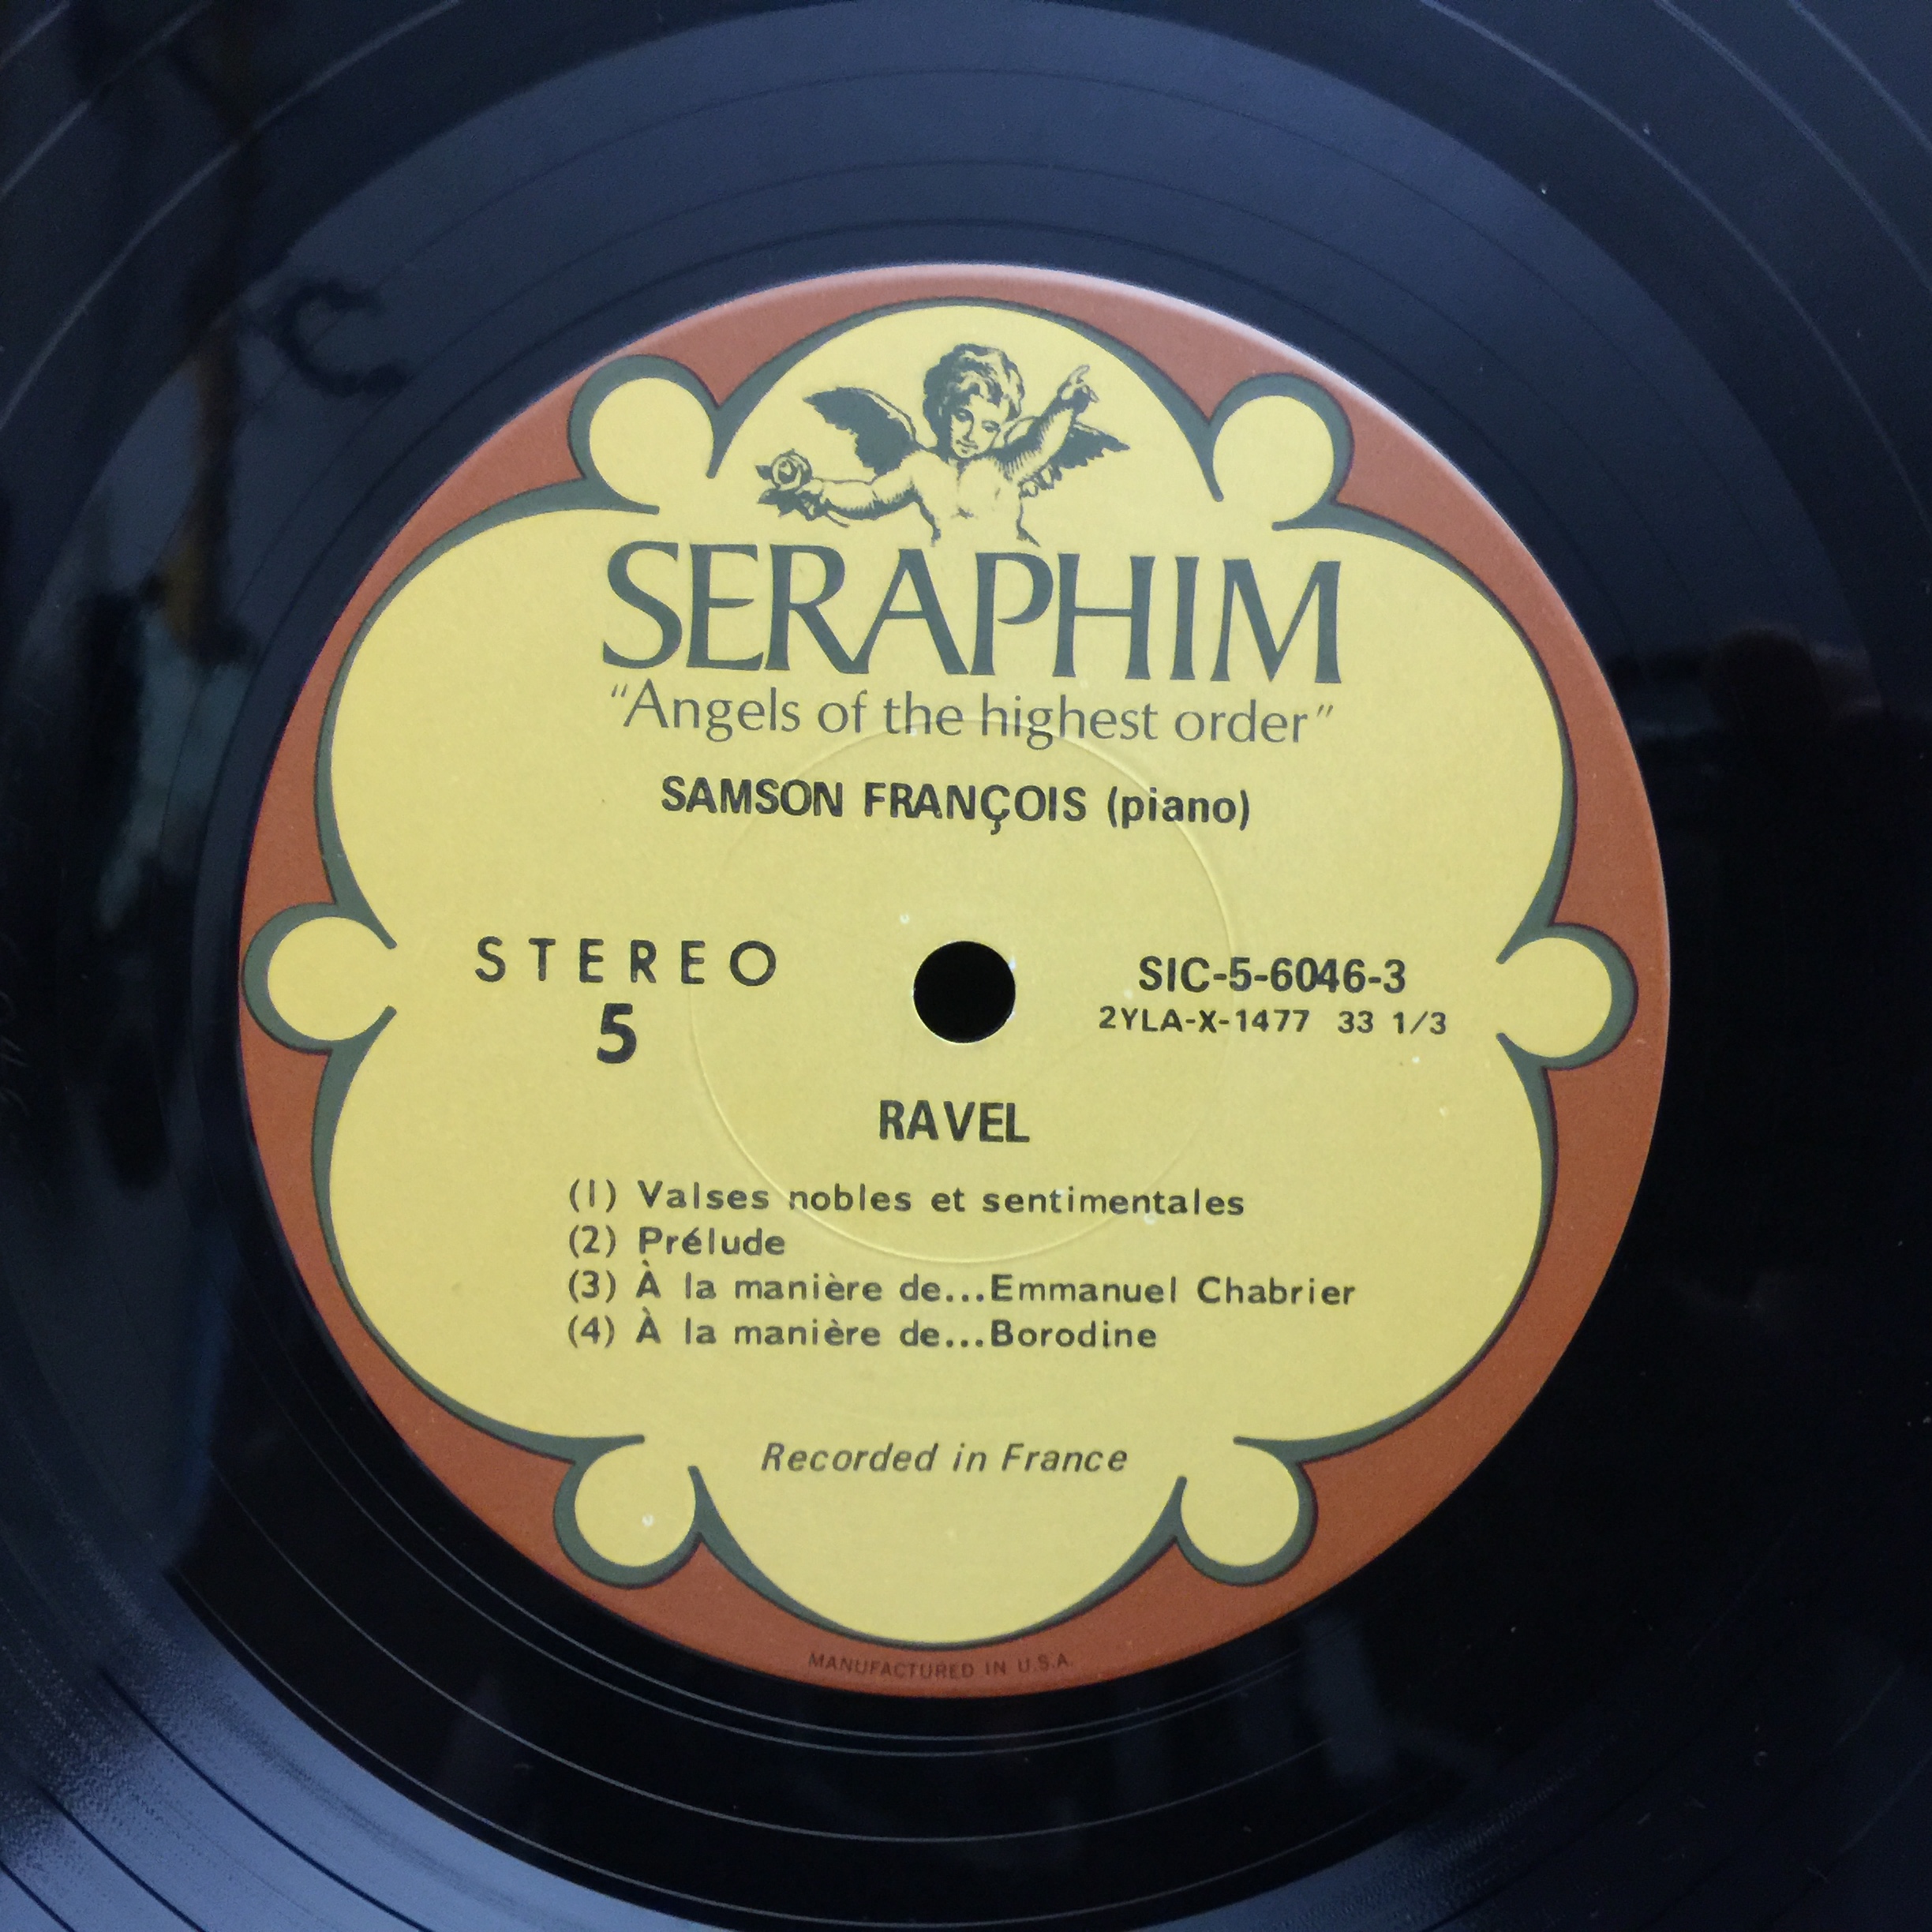 SERAPHIM
"Angels of the highest order"
SAMSON FRANÇOIS (piano)
STEREO
5
SIC-5-6046-3
2YLA-X-1477 33 1/3
RAVEL
(1) Valses nobles et sentimentales
(2) Prélude
(3) À la manière de...Emmanuel Chabrier
(4) À la manière de...Borodine
Recorded in France
MANUFACTURED IN U.S.A.